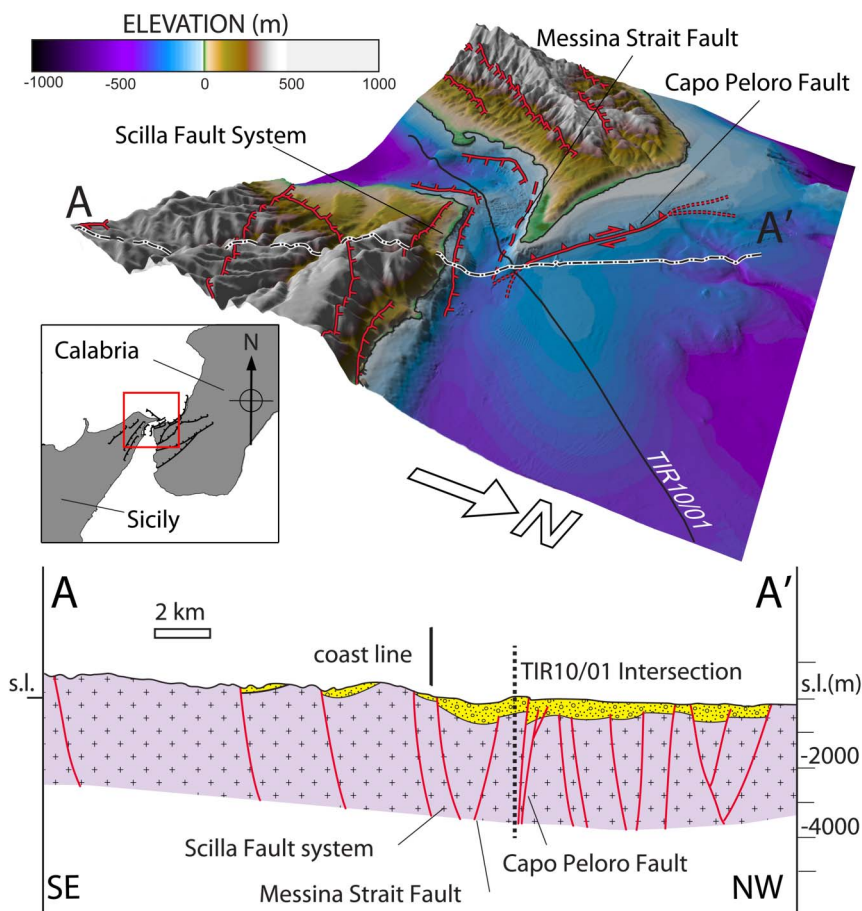 ELEVATION (m)
-1000
-500
0
500
1000
Messina Strait Fault
Capo Peloro Fault
Scilla Fault System
A
A'
Calabria
N
Sicily
N
TIR10/01
A
A'
2 km
coast line
TIR10/01 Intersection
s.l.
s.l.(m)
-2000
-4000
Scilla Fault system
Capo Peloro Fault
Messina Strait Fault
SE
NW